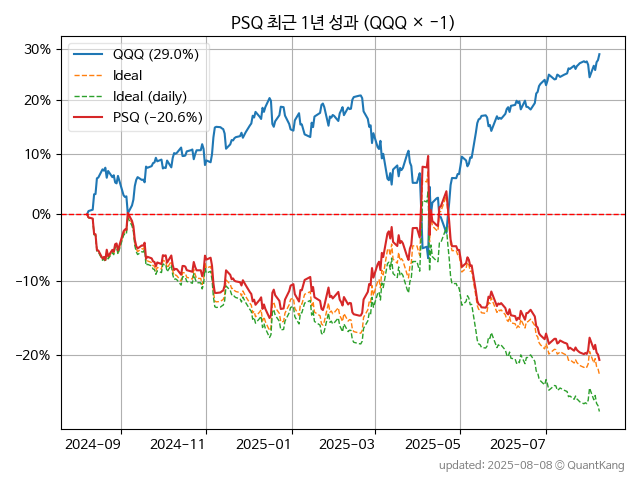 PSQ 최근 1년 성과 (QQQ × −1)
QQQ (29.0%)
Ideal
Ideal (daily)
PSQ (−20.6%)
30%
20%
10%
0%
−10%
−20%
2024-09
2024-11
2025-01
2025-03
2025-05
2025-07
updated: 2025-08-08 © QuantKang